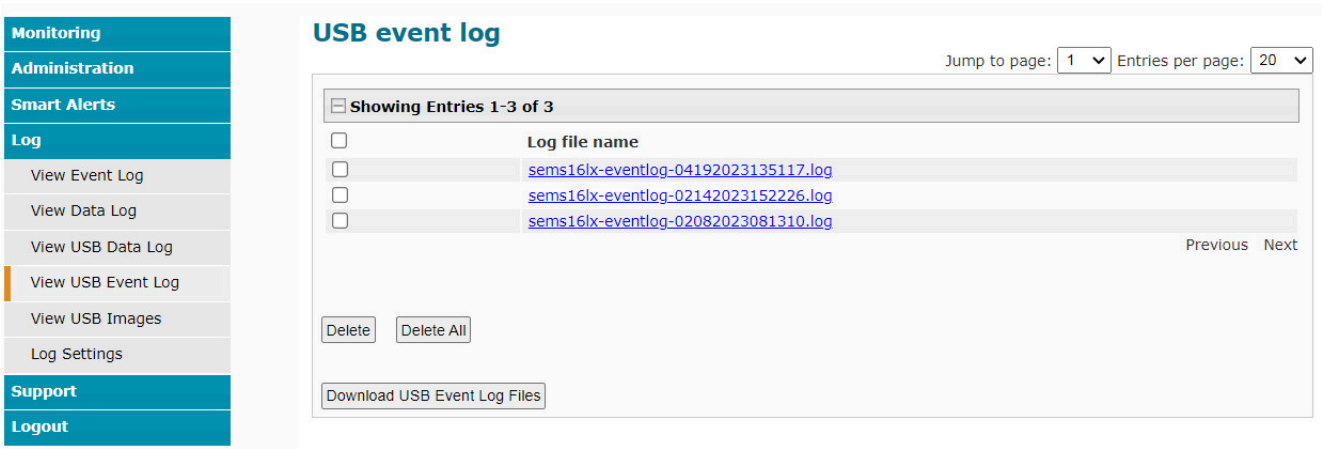 Monitoring
Administration
Smart Alerts
Log
View Event Log
View Data Log
View USB Data Log
View USB Event Log
View USB Images
Log Settings
Support
Logout
USB event log
Jump to page: 1 Entries per page: 20
Showing Entries 1-3 of 3
Log file name
sems16lx-eventlog-04192023135117.log
sems16lx-eventlog-02142023152226.log
sems16lx-eventlog-02082023081310.log
Previous Next
Delete Delete All
Download USB Event Log Files